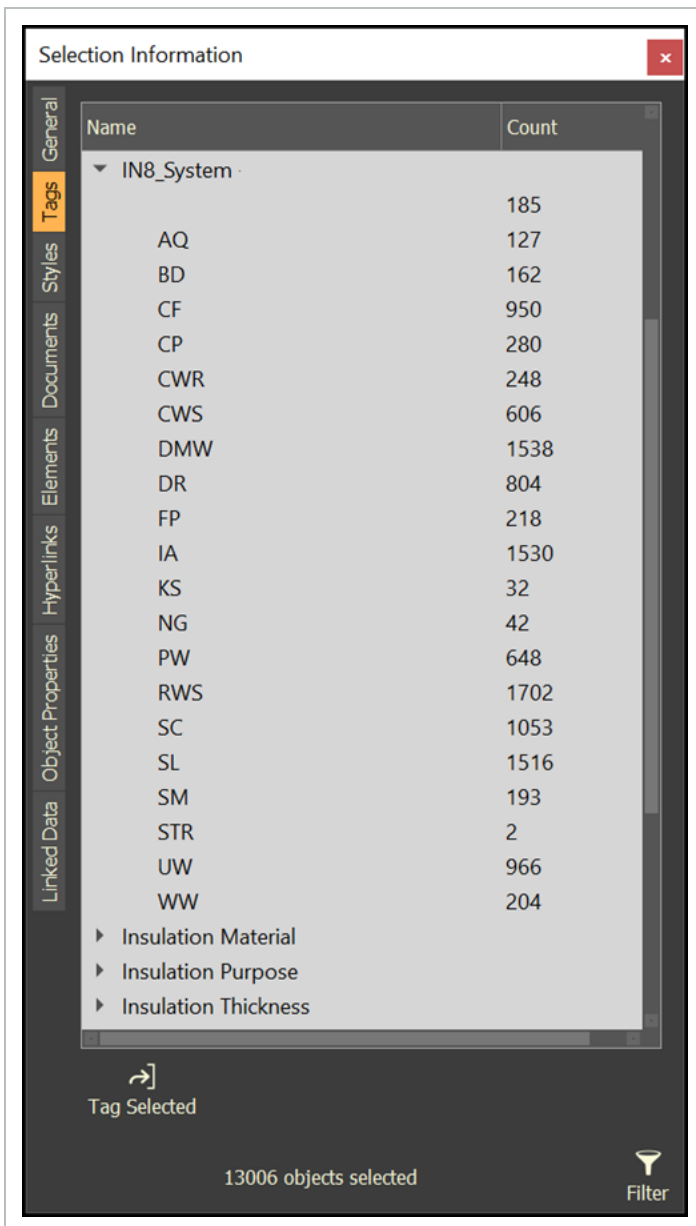 Selection Information
General
Tags
Styles
Documents
Elements
Hyperlinks
Object Properties
Linked Data
Name Count
IN8_System
185
AQ 127
BD 162
CF 950
CP 280
CWR 248
CWS 606
DMW 1538
DR 804
FP 218
IA 1530
KS 32
NG 42
PW 648
RWS 1702
SC 1053
SL 1516
SM 193
STR 2
UW 966
WW 204
Insulation Material
Insulation Purpose
Insulation Thickness
Tag Selected
13006 objects selected
Filter